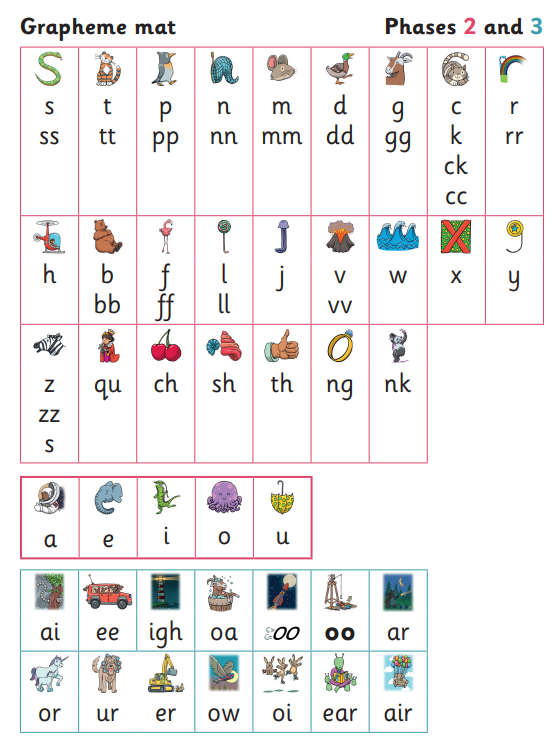 Grapheme mat Phases 2 and 3
s t p n m d g c r
ss tt pp nn mm dd gg k rr
ck
cc
h b f l j v w x y
bb ff ll vv
z qu ch sh th ng nk
zz
s
a e i o u
ai ee igh oa oo oo ar
or ur er ow oi ear air